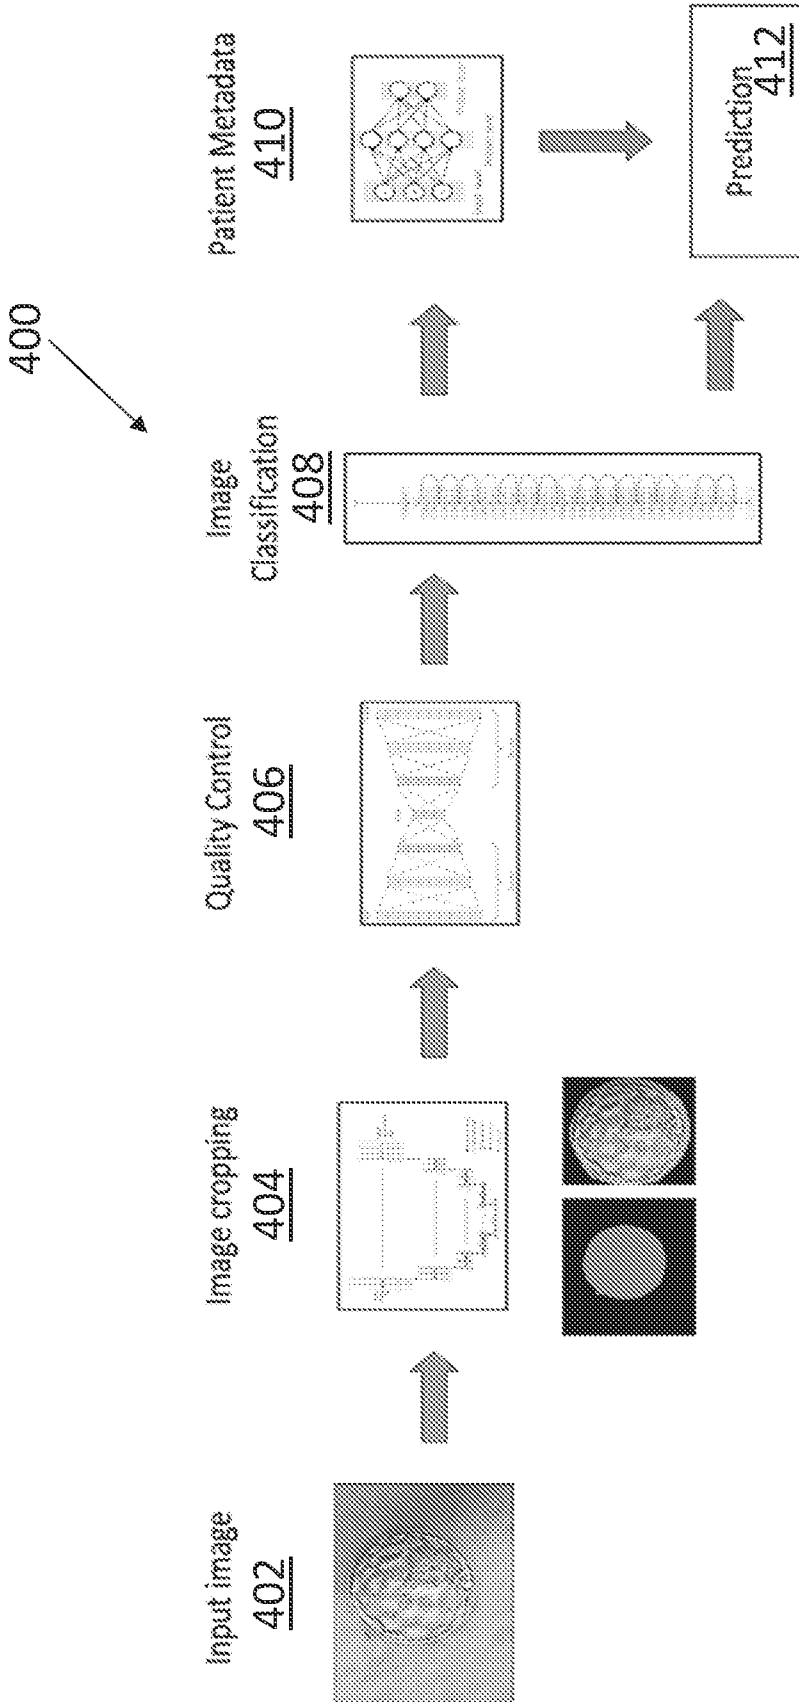 400
Input image
402
Image cropping
404
Quality Control
406
Image
Classification
408
Patient Metadata
410
Prediction
412